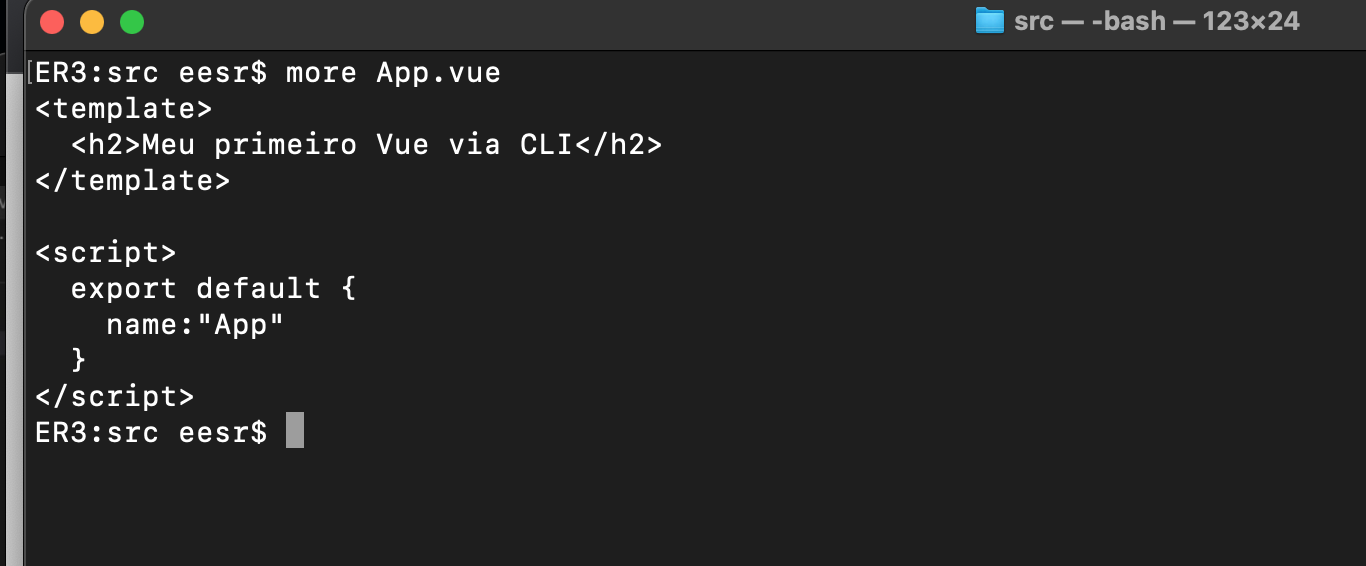 src — -bash — 123×24
ER3:src eesr$ more App.vue
<template>
  <h2>Meu primeiro Vue via CLI</h2>
</template>

<script>
  export default {
    name:"App"
  }
</script>
ER3:src eesr$